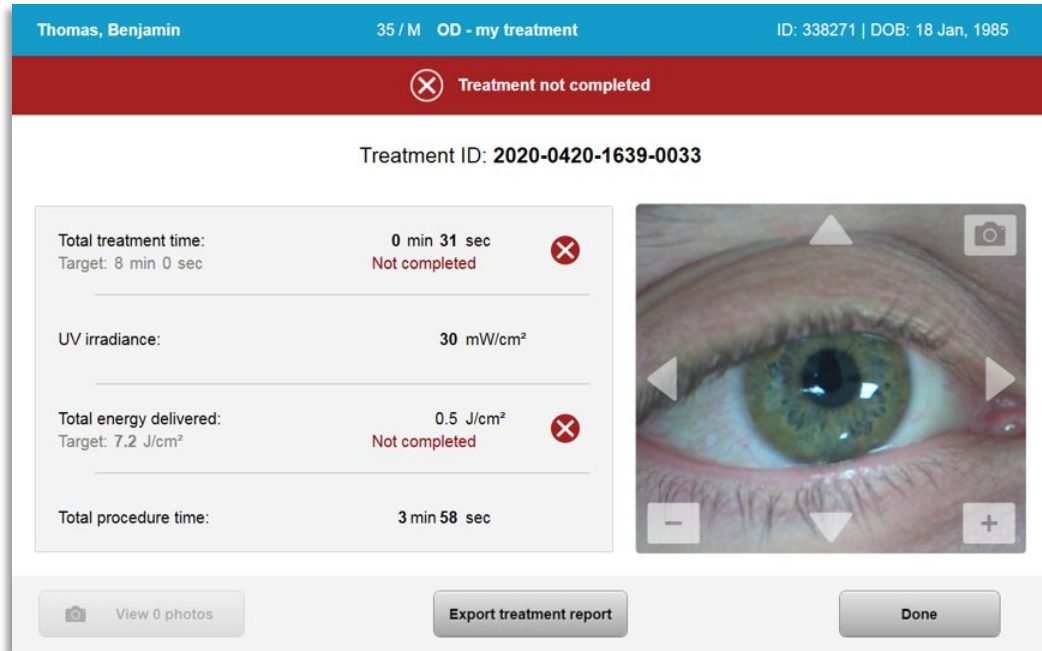 Thomas, Benjamin 35 / M OD - my treatment ID: 338271 | DOB: 18 Jan, 1985
Treatment not completed
Treatment ID: 2020-0420-1639-0033
Total treatment time: 0 min 31 sec
Target: 8 min 0 sec Not completed
UV irradiance: 30 mW/cm²
Total energy delivered: 0.5 J/cm²
Target: 7.2 J/cm² Not completed
Total procedure time: 3 min 58 sec
View 0 photos Export treatment report Done